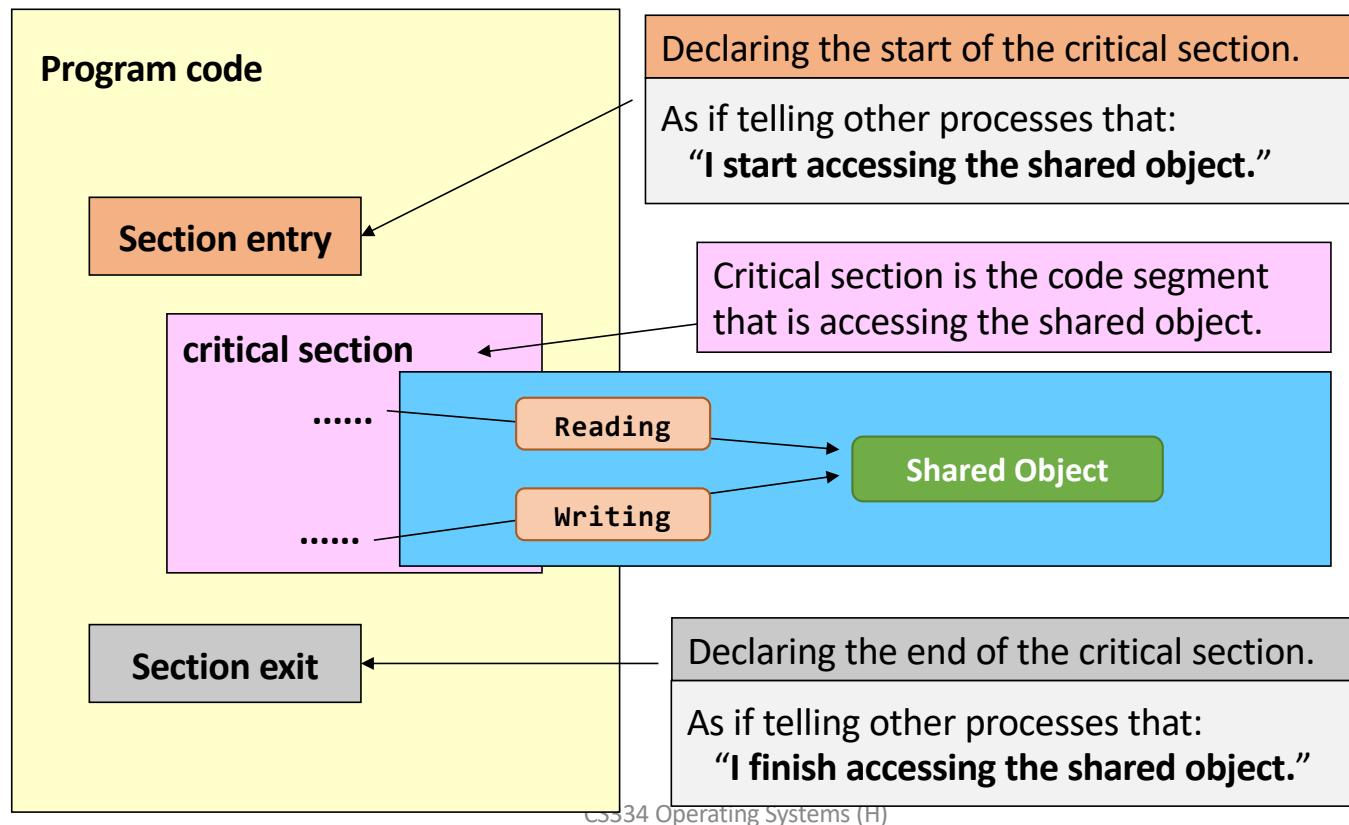 Program code
Declaring the start of the critical section.
As if telling other processes that:
“I start accessing the shared object.”
Section entry
Critical section is the code segment
that is accessing the shared object.
critical section
......
Reading
Shared Object
......
Writing
Section exit
Declaring the end of the critical section.
As if telling other processes that:
“I finish accessing the shared object.”
CS334 Operating Systems (H)